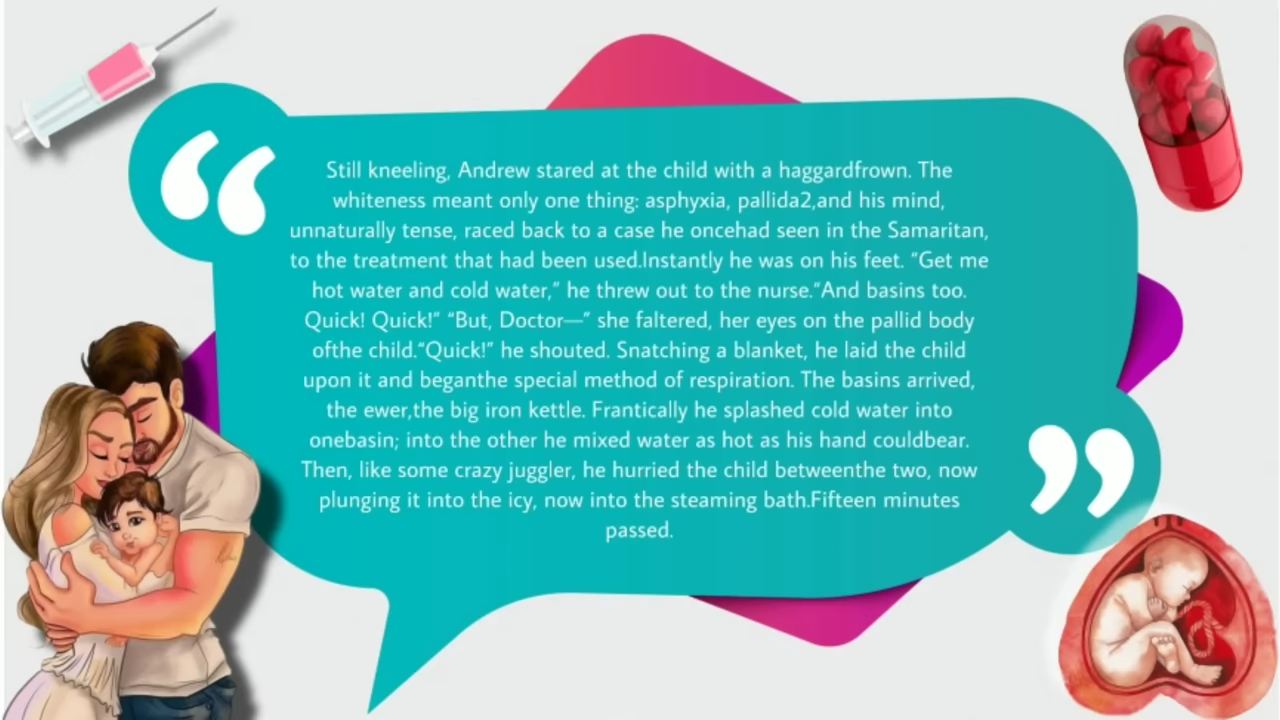 Still kneeling, Andrew stared at the child with a haggardfrown. The
whiteness meant only one thing: asphyxia, pallida2,and his mind,
unnaturally tense, raced back to a case he oncehad seen in the Samaritan,
to the treatment that had been used.Instantly he was on his feet. “Get me
hot water and cold water,” he threw out to the nurse.“And basins too.
Quick! Quick!” “But, Doctor—” she faltered, her eyes on the pallid body
ofthe child.“Quick!” he shouted. Snatching a blanket, he laid the child
upon it and beganthe special method of respiration. The basins arrived,
the ewer,the big iron kettle. Frantically he splashed cold water into
onebasin; into the other he mixed water as hot as his hand couldbear.
Then, like some crazy juggler, he hurried the child betweenthe two, now
plunging it into the icy, now into the steaming bath.Fifteen minutes
passed.